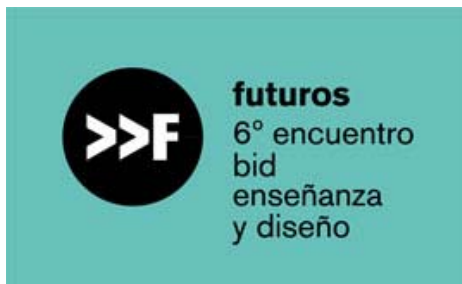 >>F
futuros
6° encuentro
bid
enseñanza
y diseño